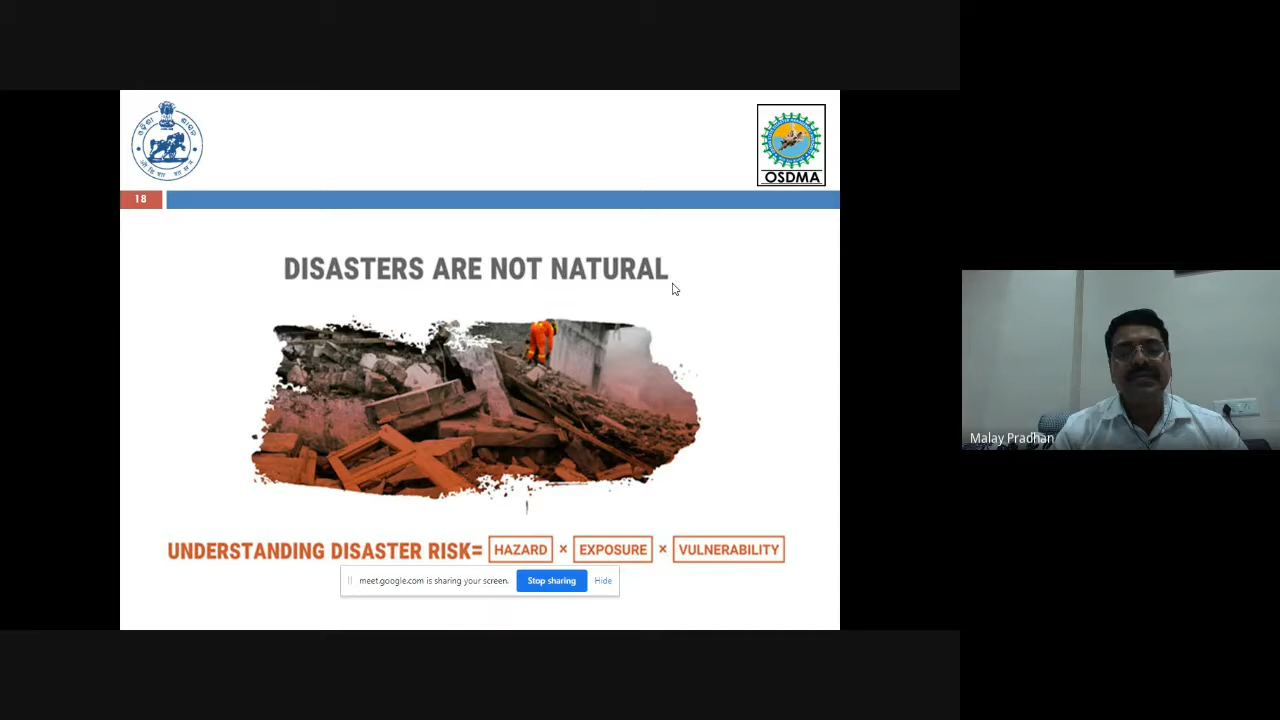 OSDMA
18
DISASTERS ARE NOT NATURAL
UNDERSTANDING DISASTER RISK= HAZARD × EXPOSURE × VULNERABILITY
meet.google.com is sharing your screen. Stop sharing Hide
Malay Pradhan